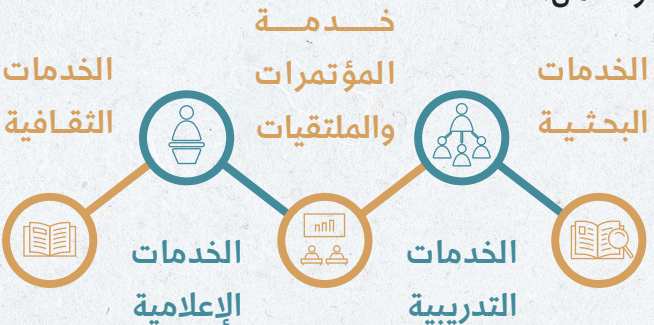 الخدمات
البحثية
الخدمات
التدريبية
خدمة
المؤتمرات
والملتقيات
الخدمات
الإعلامية
الخدمات
الثقافية